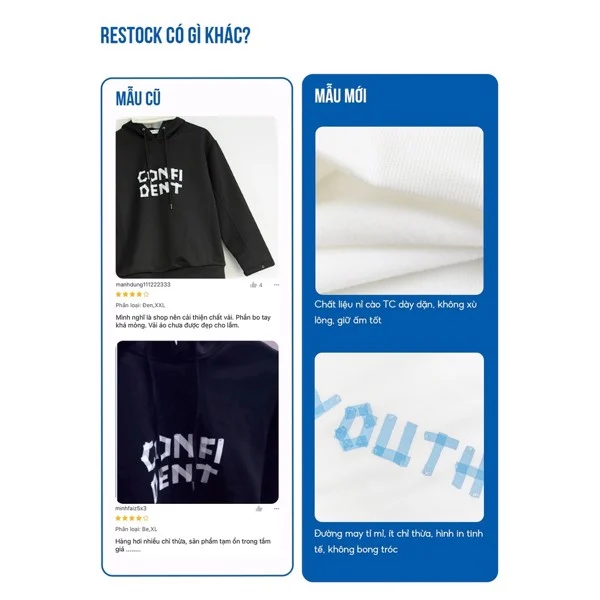 RESTOCK CÓ GÌ KHÁC?
MẪU CŨ
CONFI
DENT
manhdung111222333
4
Phân loại: Đen,XXL
Mình nghĩ là shop nên cải thiện chất vải. Phần bo tay
khá mỏng. Vải áo chưa được đẹp cho lắm.
CONFI
DENT
minhfaiz5x3
Phân loại: Be,XL
Hàng hơi nhiều chỉ thừa, sản phẩm tạm ổn trong tầm
giá ........
MẪU MỚI
Chất liệu nỉ cào TC dày dặn, không xù
lông, giữ ấm tốt
YOUTH
Đường may tỉ mỉ, ít chỉ thừa, hình in tinh
tế, không bong tróc